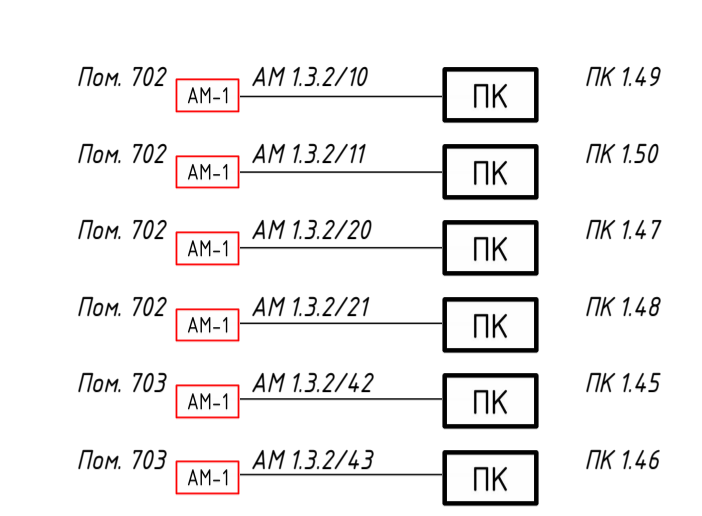 Пом. 702 АМ-1 АМ 1.3.2/10 ПК ПК 1.49
Пом. 702 АМ-1 АМ 1.3.2/11 ПК ПК 1.50
Пом. 702 АМ-1 АМ 1.3.2/20 ПК ПК 1.47
Пом. 702 АМ-1 АМ 1.3.2/21 ПК ПК 1.48
Пом. 703 АМ-1 АМ 1.3.2/42 ПК ПК 1.45
Пом. 703 АМ-1 АМ 1.3.2/43 ПК ПК 1.46